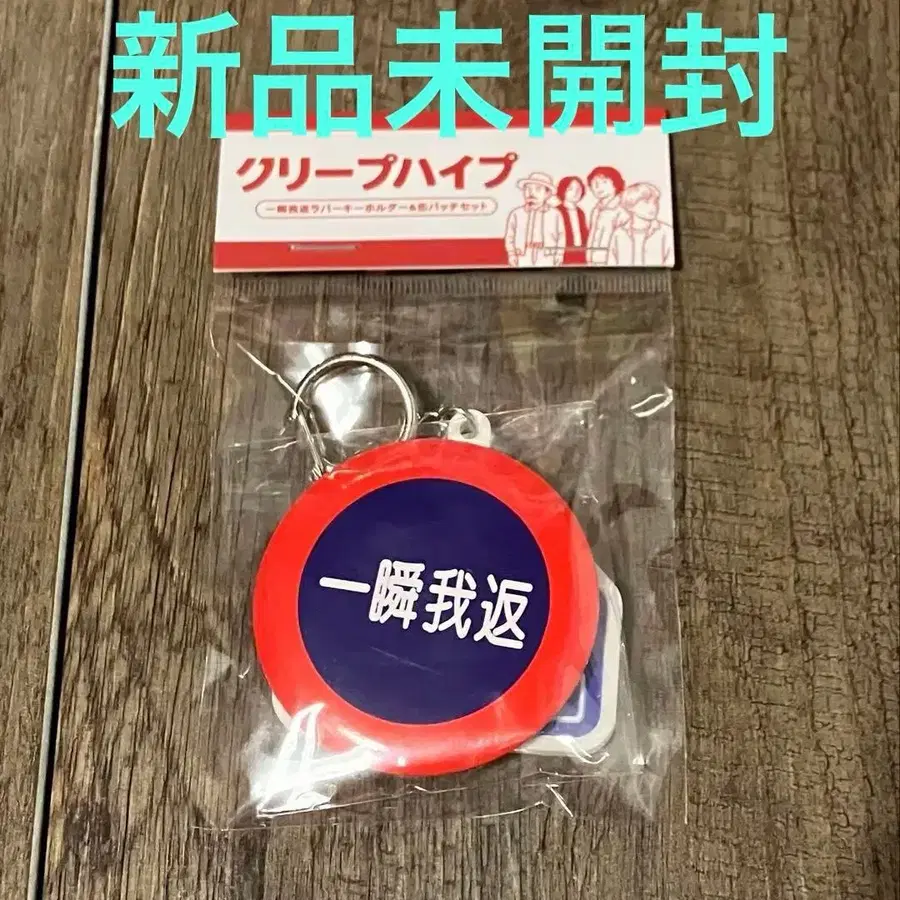 新品未開封
クリープハイプ
一瞬我返ラバーキーホルダー&缶バッヂセット
一瞬我返